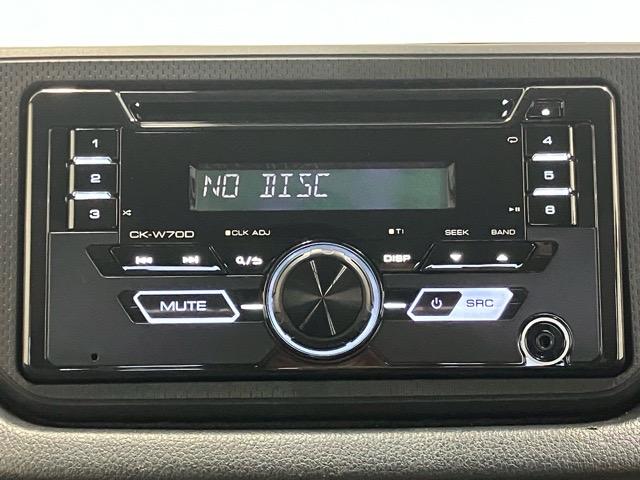 1
2
3
4
5
6
NO DISC
CK-W70D
CLK ADJ
TI
SEEK
BAND
DISP
MUTE
SRC